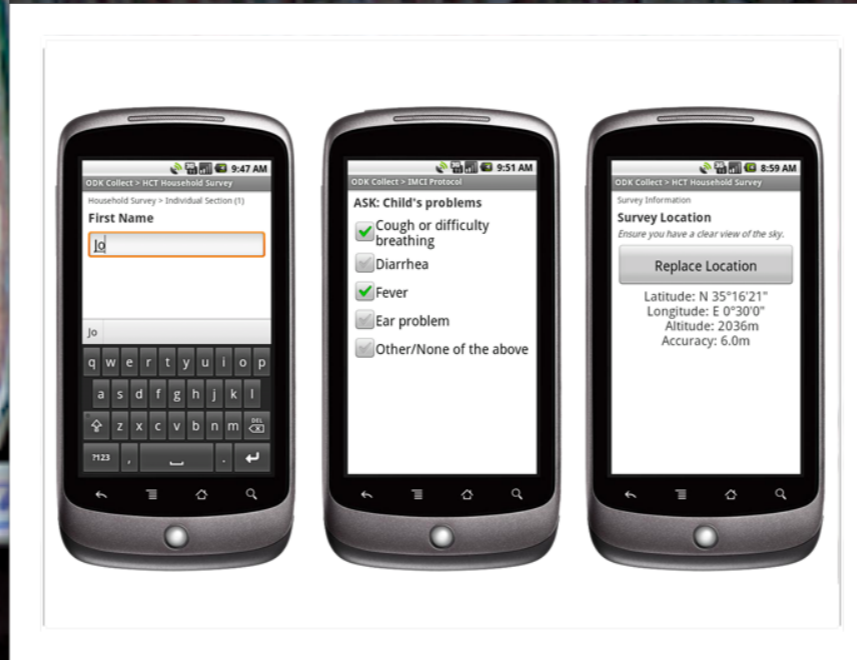 9:47 AM
ODK Collect > HCT Household Survey
Household Survey > Individual Section (1)
First Name
Jo
Jo
q w e r t y u i o p
a s d f g h j k l
z x c v b n m DEL
?123 , .
3G
9:51 AM
ODK Collect > IMCI Protocol
ASK: Child's problems
Cough or difficulty
breathing
Diarrhea
Fever
Ear problem
Other/None of the above
3G
8:59 AM
ODK Collect > HCT Household Survey
Survey Information
Survey Location
Ensure you have a clear view of the sky.
Replace Location
Latitude: N 35°16'21"
Longitude: E 0°30'0"
Altitude: 2036m
Accuracy: 6.0m